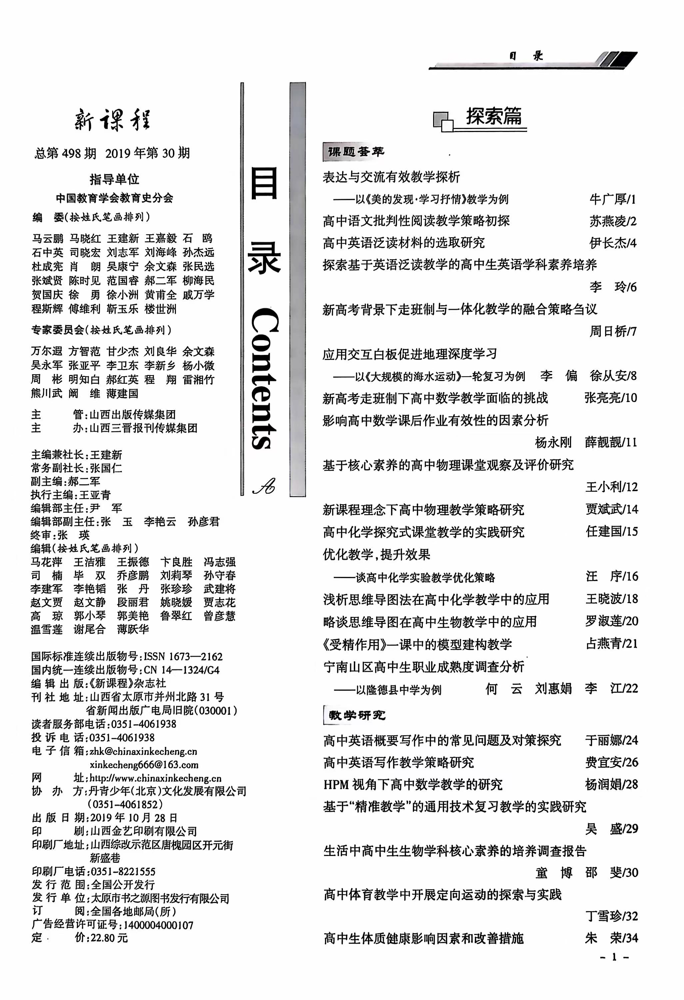 目 录
新课程
总第 498 期 2019 年第 30 期
指导单位
中国教育学会教育史分会
编 委(按姓氏笔画排列)
马云鹏 马晓红 王建新 王嘉毅 石 鸥
石中英 司晓宏 刘志军 刘海峰 孙杰远
杜成宪 肖 朗 吴康宁 余文森 张民选
张斌贤 陈时见 范国睿 郝二军 柳海民
贺国庆 徐 勇 徐小洲 黄甫全 戚万学
程斯辉 傅维利 靳玉乐 楼世洲
专家委员会(按姓氏笔画排列)
万尔遐 方智范 甘少杰 刘良华 余文森
吴永军 张亚平 李卫东 李新乡 杨小微
周 彬 明知白 郝红英 程 翔 雷湘竹
熊川武 阚 维 薄建国
主 管:山西出版传媒集团
主 办:山西三晋报刊传媒集团
主编兼社长:王建新
常务副社长:张国仁
副主编:郝二军
执行主编:王亚青
编辑部主任:尹 军
编辑部副主任:张 玉 李艳云 孙彦君
终审:张 瑛
编辑(按姓氏笔画排列)
马花萍 王洁雅 王振德 卞良胜 冯志强
司 楠 毕 双 乔彦鹏 刘莉琴 孙守春
李建军 李艳韬 张 丹 张珍珍 武建将
赵文贾 赵文静 段丽君 姚晓媛 贾志花
高 琼 郭小琴 郭美艳 鲁翠红 曾彦慧
温雪莲 谢尾合 薄跃华
国际标准连续出版物号:ISSN 1673—2162
国内统一连续出版物号:CN 14—1324/G4
编辑出版:《新课程》杂志社
刊社地址:山西省太原市并州北路 31 号
省新闻出版广电局旧院(030001)
读者服务部电话:0351-4061938
投诉电话:0351-4061938
电子信箱:zhk@chinaxinkecheng.cn
xinkecheng666@163.com
网 址:http://www.chinaxinkecheng.cn
协 办 方:丹青少年(北京)文化发展有限公司
(0351-4061852)
出版日期:2019 年 10 月 28 日
印 刷:山西金艺印刷有限公司
印刷厂地址:山西综改示范区唐槐园区开元街
新盛巷
印刷厂电话:0351-8221555
发行范围:全国公开发行
发行单位:太原市书之源图书发行有限公司
订 阅:全国各地邮局(所)
广告经营许可证号:1400004000107
定 价:22.80 元
目 录 Contents
A
探索篇
课题荟萃
表达与交流有效教学探析
——以《美的发现·学习抒情》教学为例 牛广厚/1
高中语文批判性阅读教学策略初探 苏燕凌/2
高中英语泛读材料的选取研究 伊长杰/4
探索基于英语泛读教学的高中生英语学科素养培养
李 玲/6
新高考背景下走班制与一体化教学的融合策略刍议
周日桥/7
应用交互白板促进地理深度学习
——以《大规模的海水运动》一轮复习为例 李 偏 徐从安/8
新高考走班制下高中数学教学面临的挑战 张亮亮/10
影响高中数学课后作业有效性的因素分析
杨永刚 薛靓靓/11
基于核心素养的高中物理课堂观察及评价研究
王小利/12
新课程理念下高中物理教学策略研究 贾斌武/14
高中化学探究式课堂教学的实践研究 任建国/15
优化教学,提升效果
——谈高中化学实验教学优化策略 汪 序/16
浅析思维导图法在高中化学教学中的应用 王晓波/18
略谈思维导图在高中生物教学中的应用 罗淑莲/20
《受精作用》一课中的模型建构教学 占燕青/21
宁南山区高中生职业成熟度调查分析
——以隆德县中学为例 何 云 刘惠娟 李 江/22
教学研究
高中英语概要写作中的常见问题及对策探究 于丽娜/24
高中英语写作教学策略研究 费宜安/26
HPM 视角下高中数学教学的研究 杨润娟/28
基于“精准教学”的通用技术复习教学的实践研究
吴 盛/29
生活中高中生生物学科核心素养的培养调查报告
童 博 邵 斐/30
高中体育教学中开展定向运动的探索与实践
丁雪珍/32
高中生体质健康影响因素和改善措施 朱 荣/34
- 1 -